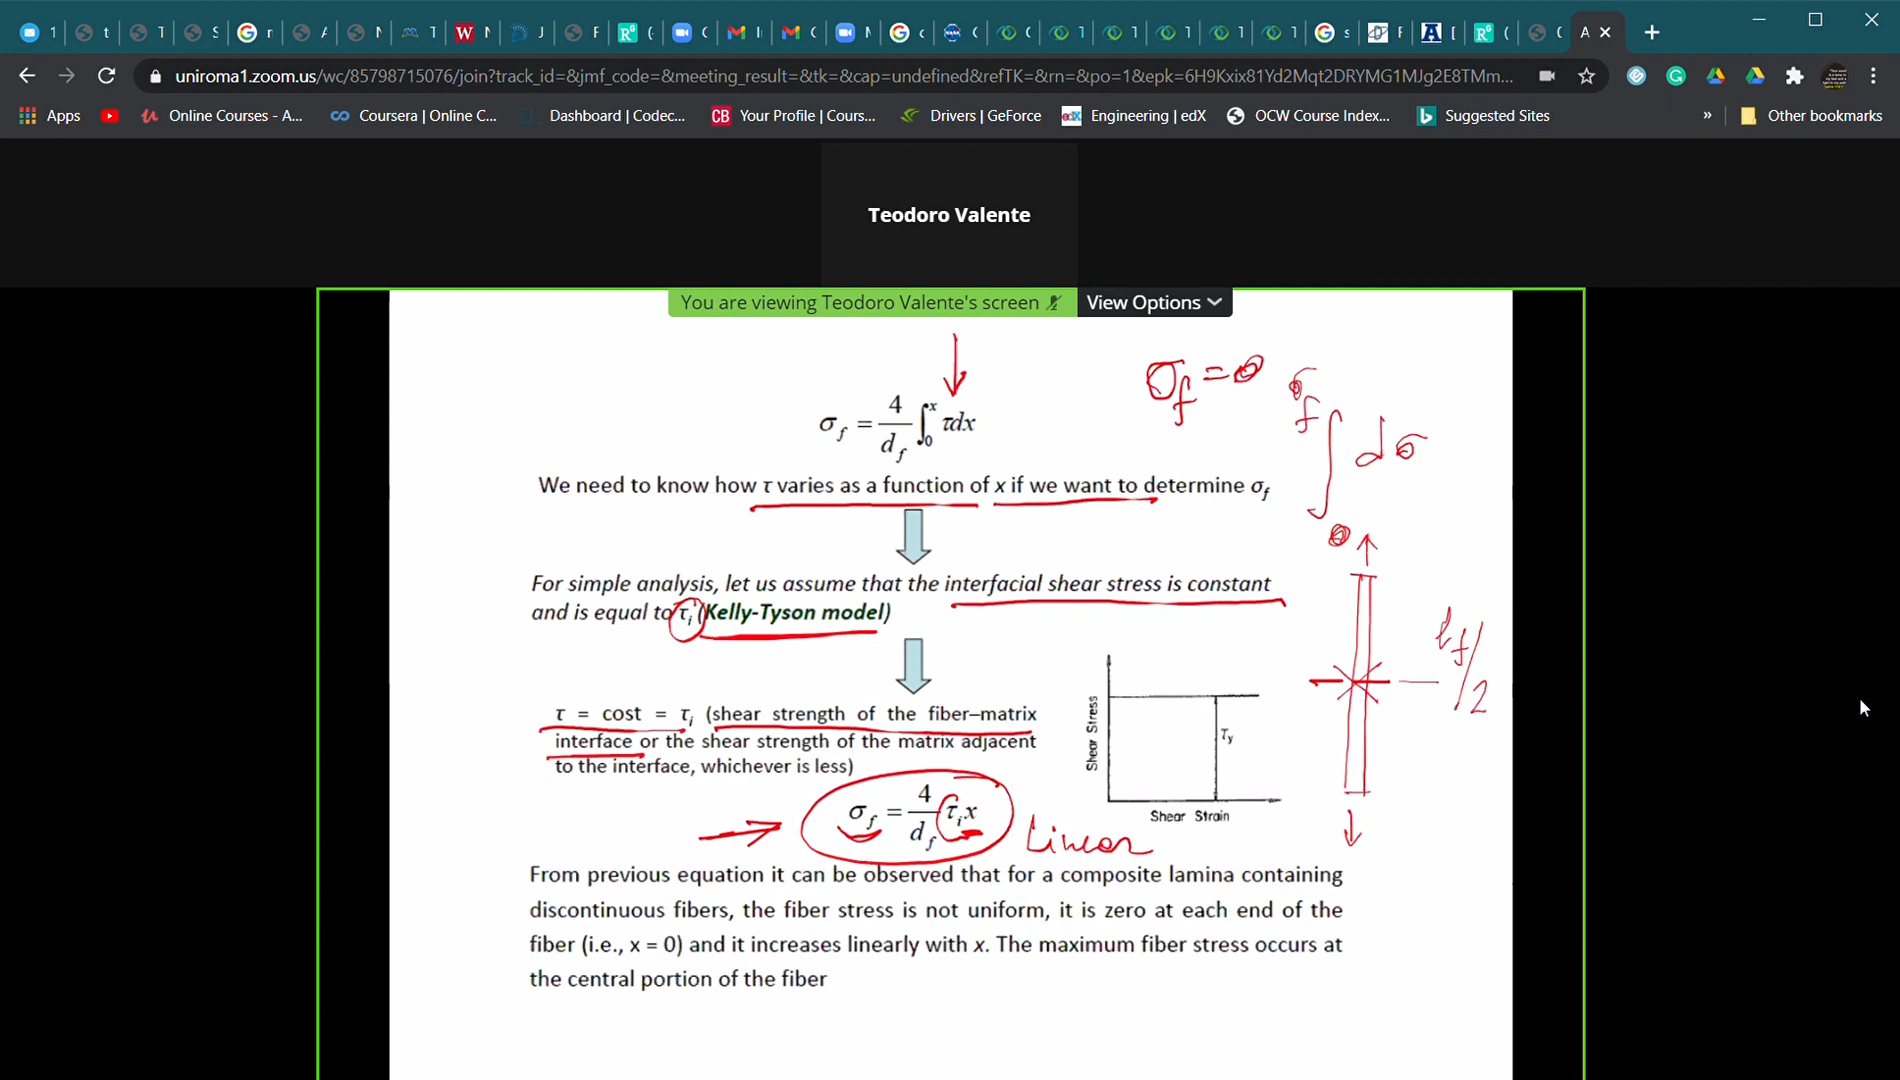 uniroma1.zoom.us/wc/85798715076/join?track_id=&jmf_code=&meeting_result=&tk=&cap=undefined&refTK=&rn=&po=1&epk=6H9Kxix81Yd2Mqt2DRYMG1MJg2E8TMm...
Apps Online Courses - A... Coursera | Online C... Dashboard | Codec... CB Your Profile | Cours... Drivers | GeForce edX Engineering | edX OCW Course Index... Suggested Sites » Other bookmarks
Teodoro Valente
You are viewing Teodoro Valente's screen View Options
σf = 4/df ∫0x τdx
σf = 0
σf
∫ dσ
0
We need to know how τ varies as a function of x if we want to determine σf
For simple analysis, let us assume that the interfacial shear stress is constant
and is equal to τi (Kelly-Tyson model)
lf/2
τ = cost = τi (shear strength of the fiber–matrix
interface or the shear strength of the matrix adjacent
to the interface, whichever is less)
Shear Stress
τy
Shear Strain
σf = 4/df τi x
Linear
From previous equation it can be observed that for a composite lamina containing
discontinuous fibers, the fiber stress is not uniform, it is zero at each end of the
fiber (i.e., x = 0) and it increases linearly with x. The maximum fiber stress occurs at
the central portion of the fiber